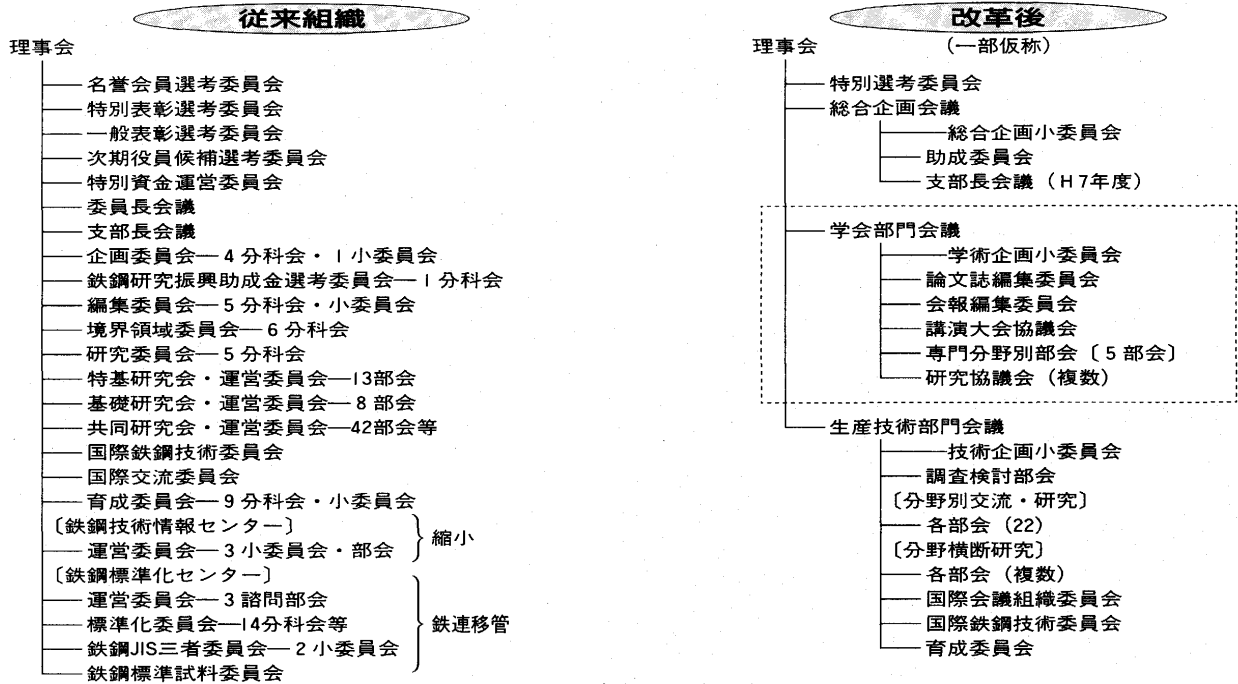 従来組織
理事会
名誉会員選考委員会
特別表彰選考委員会
一般表彰選考委員会
次期役員候補選考委員会
特別資金運営委員会
委員長会議
支部長会議
企画委員会―4分科会・1小委員会
鉄鋼研究振興助成金選考委員会―1分科会
編集委員会―5分科会・小委員会
境界領域委員会―6分科会
研究委員会―5分科会
特基研究会・運営委員会―13部会
基礎研究会・運営委員会―8部会
共同研究会・運営委員会―42部会等
国際鉄鋼技術委員会
国際交流委員会
育成委員会―9分科会・小委員会
〔鉄鋼技術情報センター〕
運営委員会―3小委員会・部会
縮小
〔鉄鋼標準化センター〕
運営委員会―3諮問部会
標準化委員会―14分科会等
鉄鋼JIS三者委員会―2小委員会
鉄鋼標準試料委員会
鉄連移管
改革後
(一部仮称)
理事会
特別選考委員会
総合企画会議
総合企画小委員会
助成委員会
支部長会議(H7年度)
学会部門会議
学術企画小委員会
論文誌編集委員会
会報編集委員会
講演大会協議会
専門分野別部会〔5部会〕
研究協議会(複数)
生産技術部門会議
技術企画小委員会
調査検討部会
〔分野別交流・研究〕
各部会(22)
〔分野横断研究〕
各部会(複数)
国際会議組織委員会
国際鉄鋼技術委員会
育成委員会